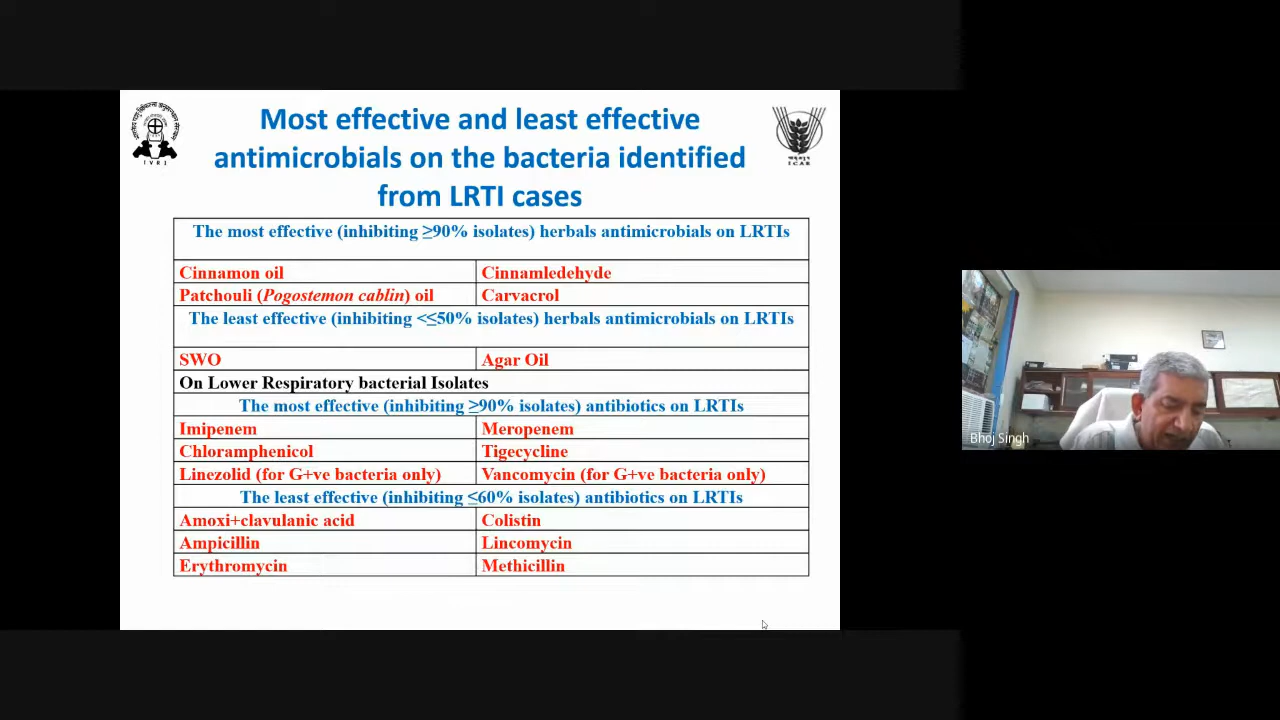 Most effective and least effective
antimicrobials on the bacteria identified
from LRTI cases
I V R I
ICAR
The most effective (inhibiting ≥90% isolates) herbals antimicrobials on LRTIs
Cinnamon oil Cinnamledehyde
Patchouli (Pogostemon cablin) oil Carvacrol
The least effective (inhibiting <≤50% isolates) herbals antimicrobials on LRTIs
SWO Agar Oil
On Lower Respiratory bacterial Isolates
The most effective (inhibiting ≥90% isolates) antibiotics on LRTIs
Imipenem Meropenem
Chloramphenicol Tigecycline
Linezolid (for G+ve bacteria only) Vancomycin (for G+ve bacteria only)
The least effective (inhibiting ≤60% isolates) antibiotics on LRTIs
Amoxi+clavulanic acid Colistin
Ampicillin Lincomycin
Erythromycin Methicillin
Bhoj Singh